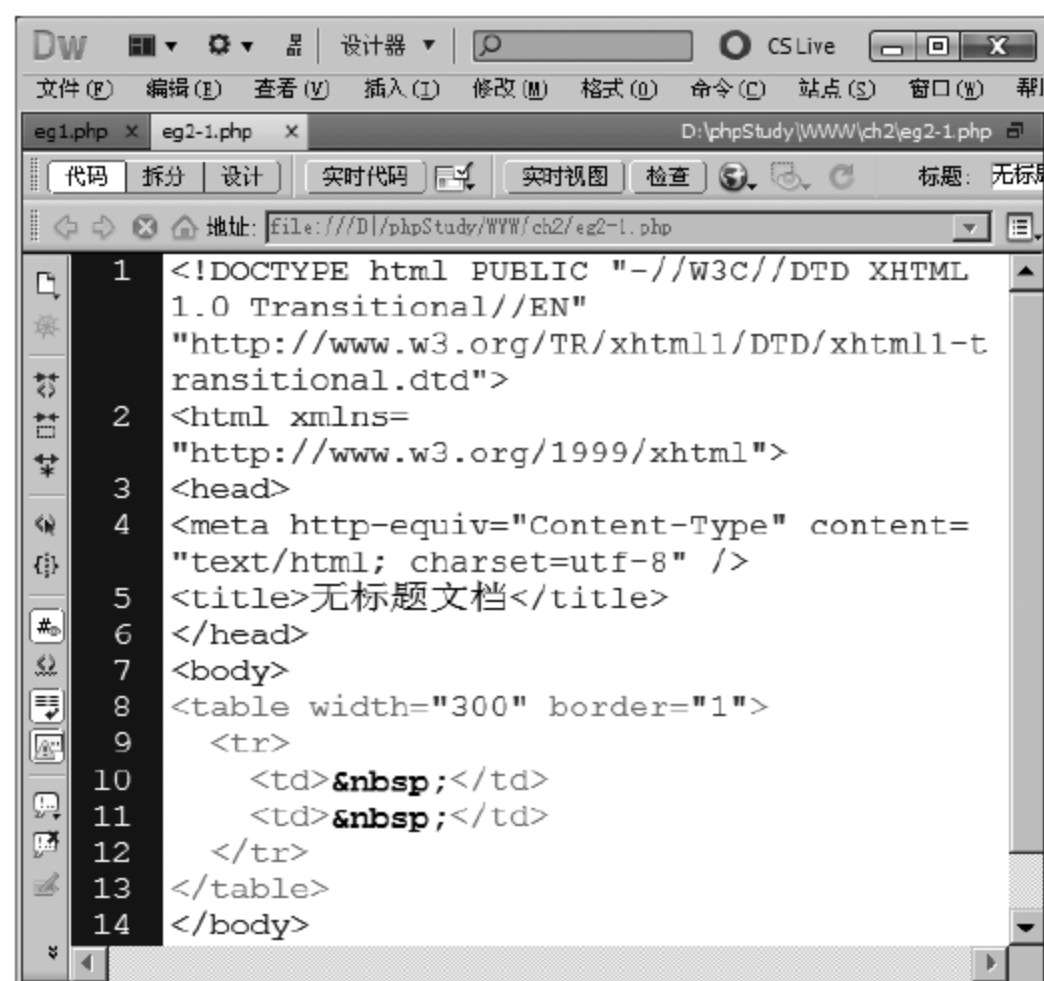 Dw 设计器 CS Live
文件(F) 编辑(E) 查看(V) 插入(I) 修改(M) 格式(O) 命令(C) 站点(S) 窗口(W)
eg1.php × eg2-1.php × D:\phpStudy\WWW\ch2\eg2-1.php
代码 拆分 设计 实时代码 实时视图 检查 标题: 无标题
地址: file:///D|/phpStudy/WWW/ch2/eg2-1.php
1 <!DOCTYPE html PUBLIC "-//W3C//DTD XHTML
1.0 Transitional//EN"
"http://www.w3.org/TR/xhtml1/DTD/xhtml1-t
ransitional.dtd">
2 <html xmlns=
"http://www.w3.org/1999/xhtml">
3 <head>
4 <meta http-equiv="Content-Type" content=
"text/html; charset=utf-8" />
5 <title>无标题文档</title>
6 </head>
7 <body>
8 <table width="300" border="1">
9 <tr>
10 <td>&nbsp;</td>
11 <td>&nbsp;</td>
12 </tr>
13 </table>
14 </body>